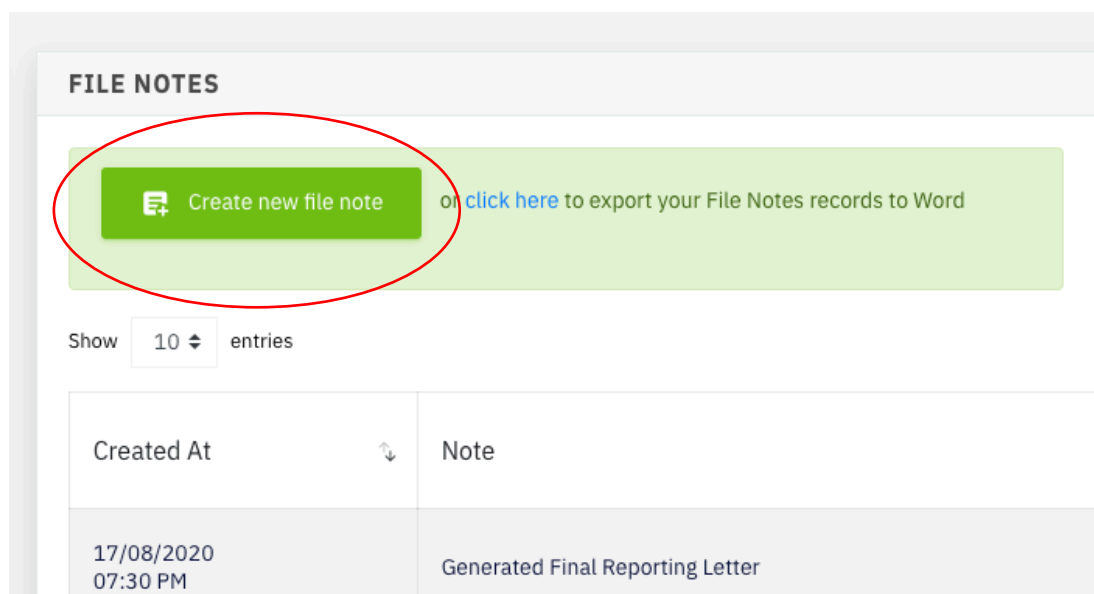 FILE NOTES
Create new file note or click here to export your File Notes records to Word
Show 10 entries
Created At Note
17/08/2020
07:30 PM
Generated Final Reporting Letter